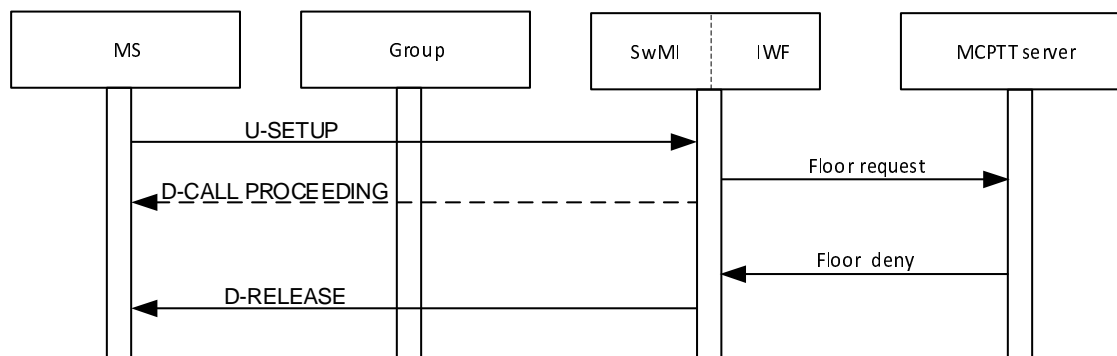 MS
Group
SwMI
IWF
MCPTT server
U-SETUP
Floor request
D-CALL PROCEEDING
Floor deny
D-RELEASE